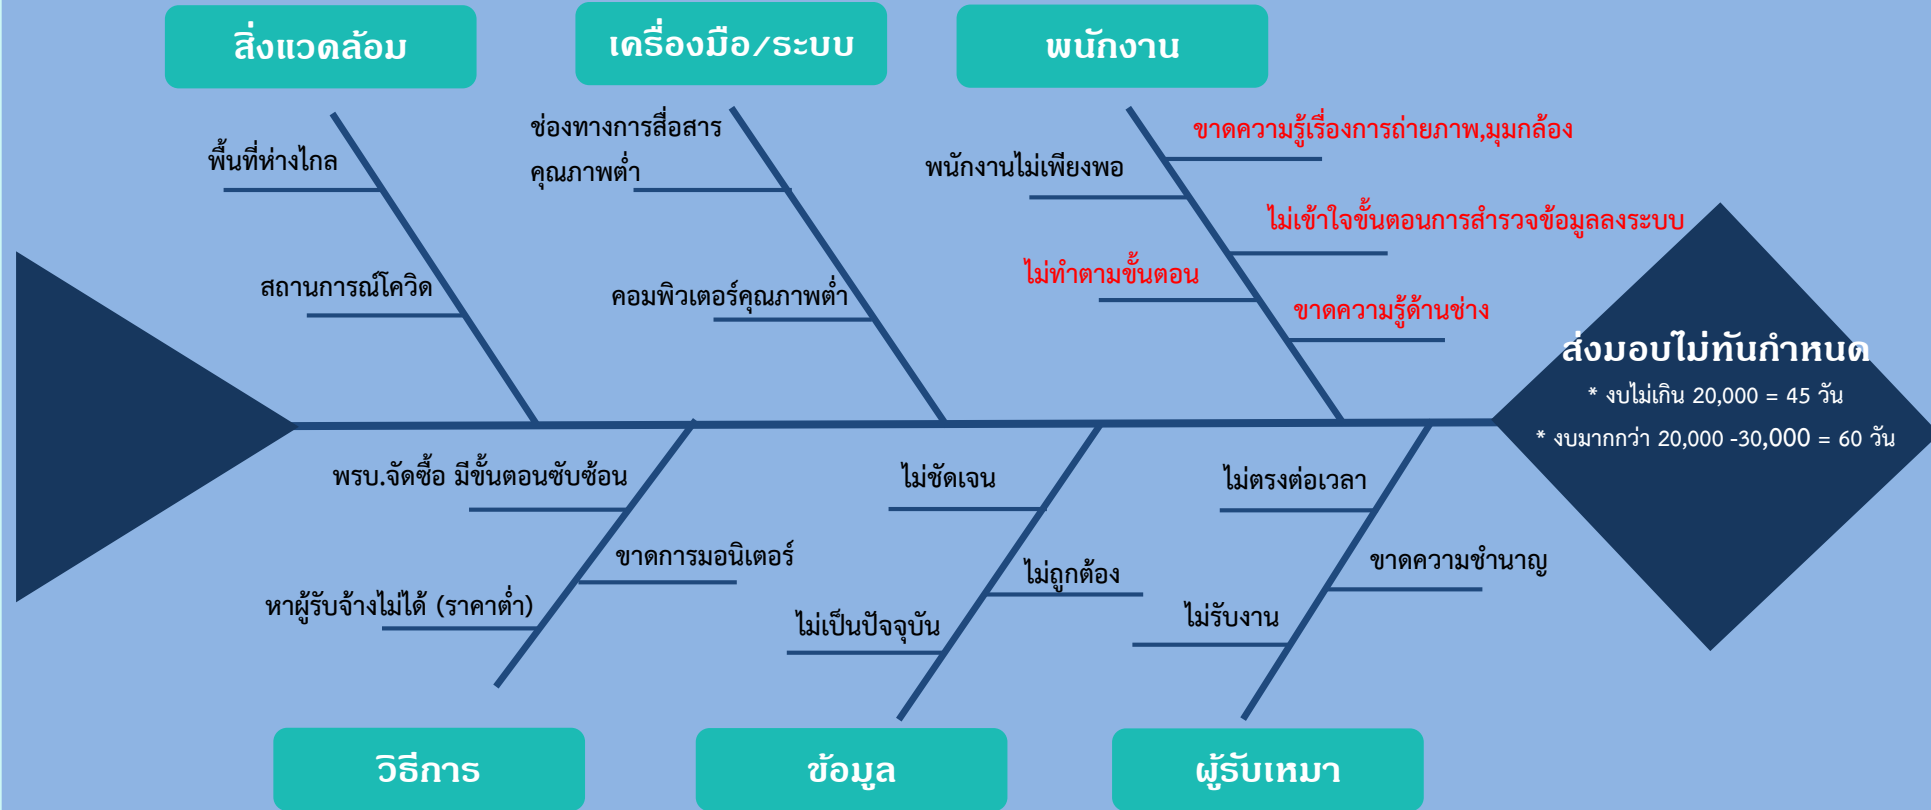 สิ่งแวดล้อม
เครื่องมือ/ระบบ
พนักงาน
ช่องทางการสื่อสาร
คุณภาพต่ำ
พื้นที่ห่างไกล
พนักงานไม่เพียงพอ
ขาดความรู้เรื่องการถ่ายภาพ,มุมกล้อง
ไม่เข้าใจขั้นตอนการสำรวจข้อมูลลงระบบ
ไม่ทำตามขั้นตอน
สถานการณ์โควิด
คอมพิวเตอร์คุณภาพต่ำ
ขาดความรู้ด้านช่าง
ส่งมอบไม่ทันกำหนด
* งบไม่เกิน 20,000 = 45 วัน
* งบมากกว่า 20,000 -30,000 = 60 วัน
พรบ.จัดซื้อ มีขั้นตอนซับซ้อน
ไม่ชัดเจน
ไม่ตรงต่อเวลา
ขาดการมอนิเตอร์
ไม่ถูกต้อง
ขาดความชำนาญ
หาผู้รับจ้างไม่ได้ (ราคาต่ำ)
ไม่เป็นปัจจุบัน
ไม่รับงาน
วิธีการ
ข้อมูล
ผู้รับเหมา